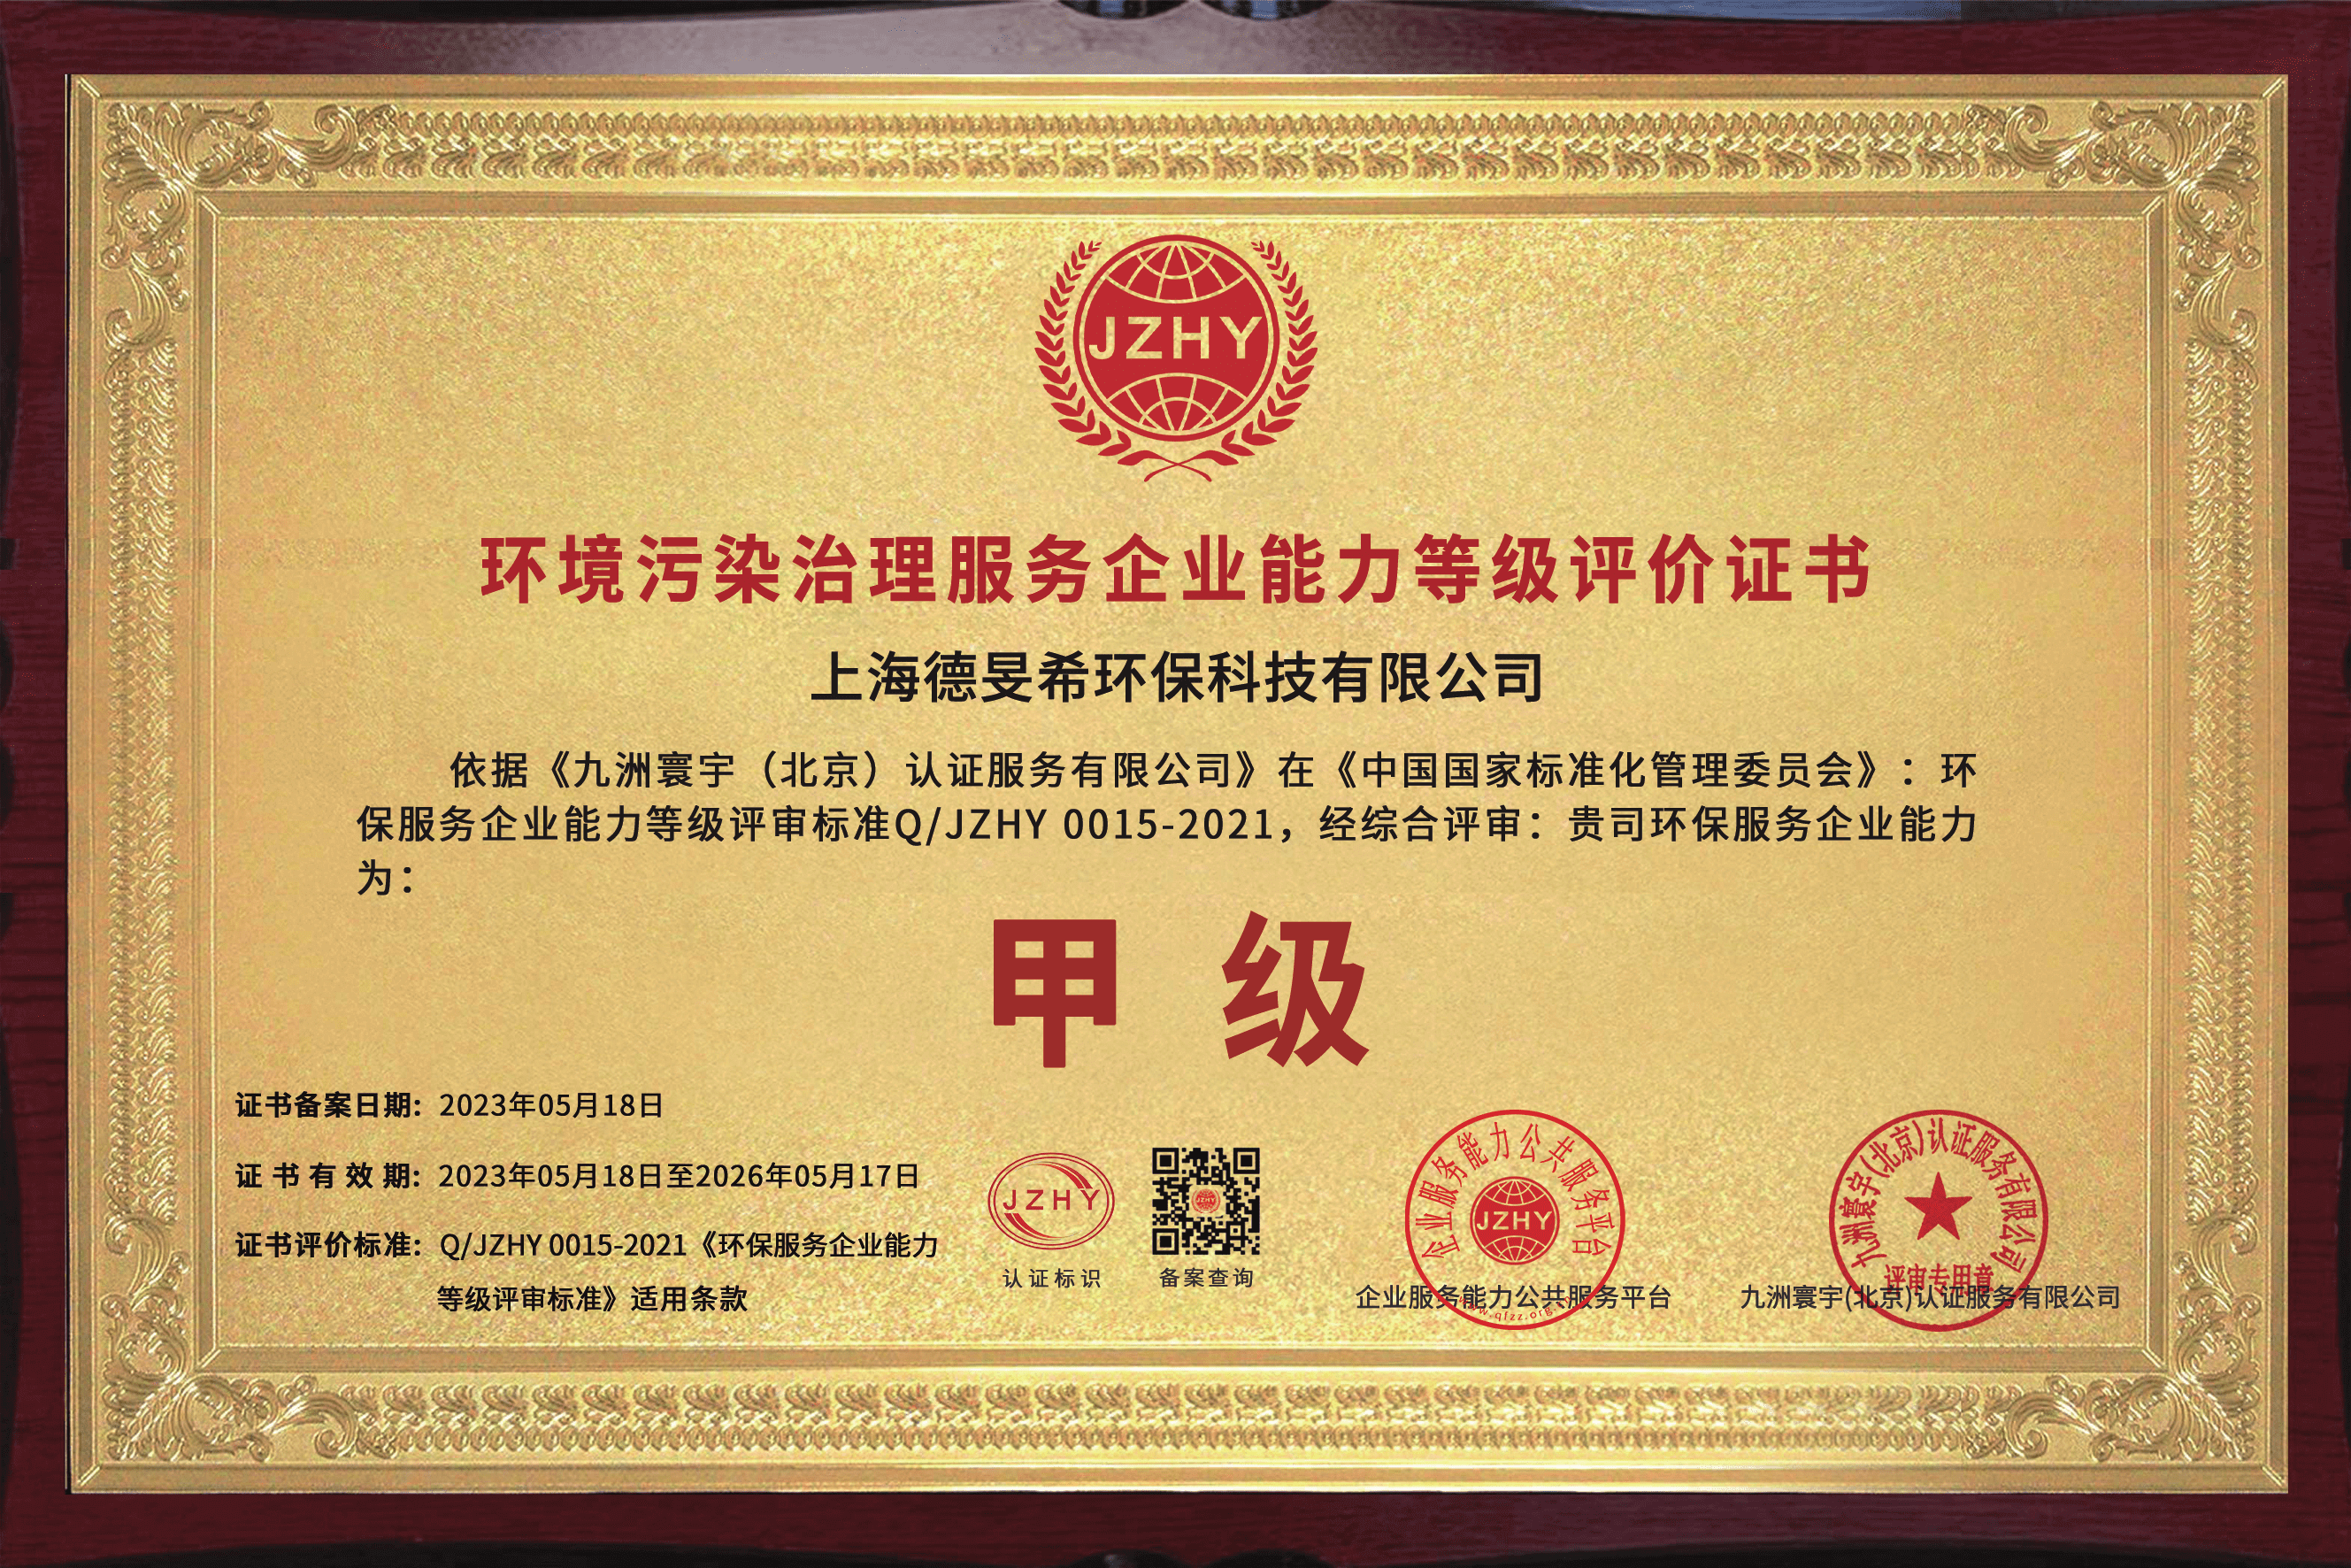 JZHY
环境污染治理服务企业能力等级评价证书
上海德旻希环保科技有限公司
依据《九洲寰宇（北京）认证服务有限公司》在《中国国家标准化管理委员会》：环
保服务企业能力等级评审标准Q/JZHY 0015-2021，经综合评审：贵司环保服务企业能力
为：
甲级
证书备案日期：2023年05月18日
证书有效期：2023年05月18日至2026年05月17日
证书评价标准：Q/JZHY 0015-2021《环保服务企业能力
等级评审标准》适用条款
JZHY
认证标识
JZHY
备案查询
企业服务能力公共服务平台
JZHY
企业服务能力公共服务平台
九洲寰宇(北京)认证服务有限公司
评审专用章
九洲寰宇(北京)认证服务有限公司